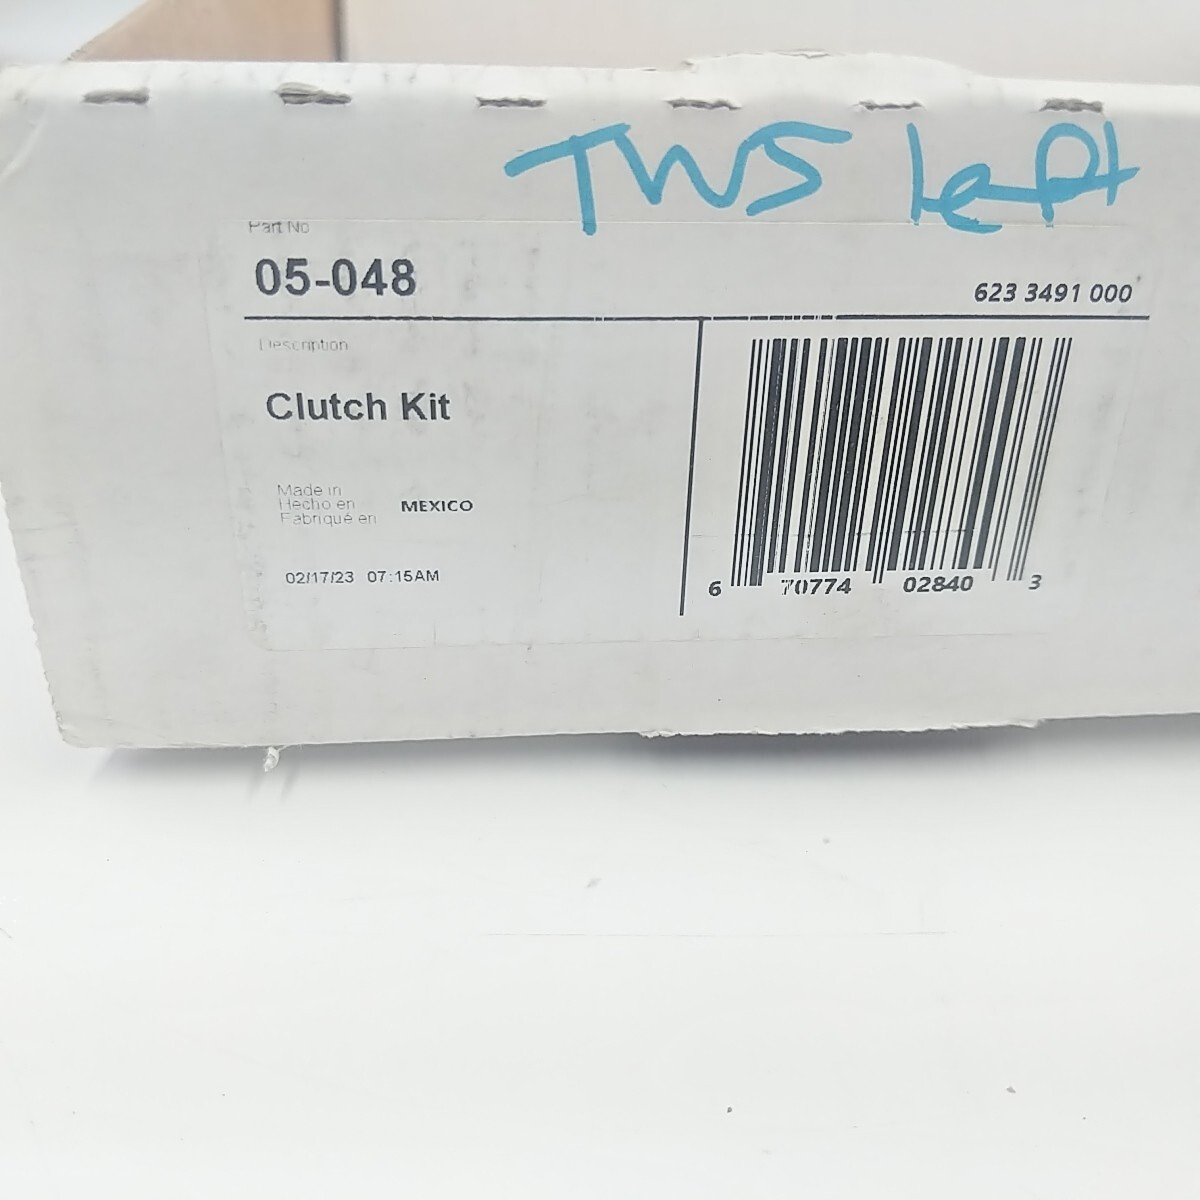 TWS left
Part No
05-048
623 3491 000
Description
Clutch Kit
Made in
Hecho en
Fabriqué en
MEXICO
02/17/23 07:15AM
6 70774 02840 3